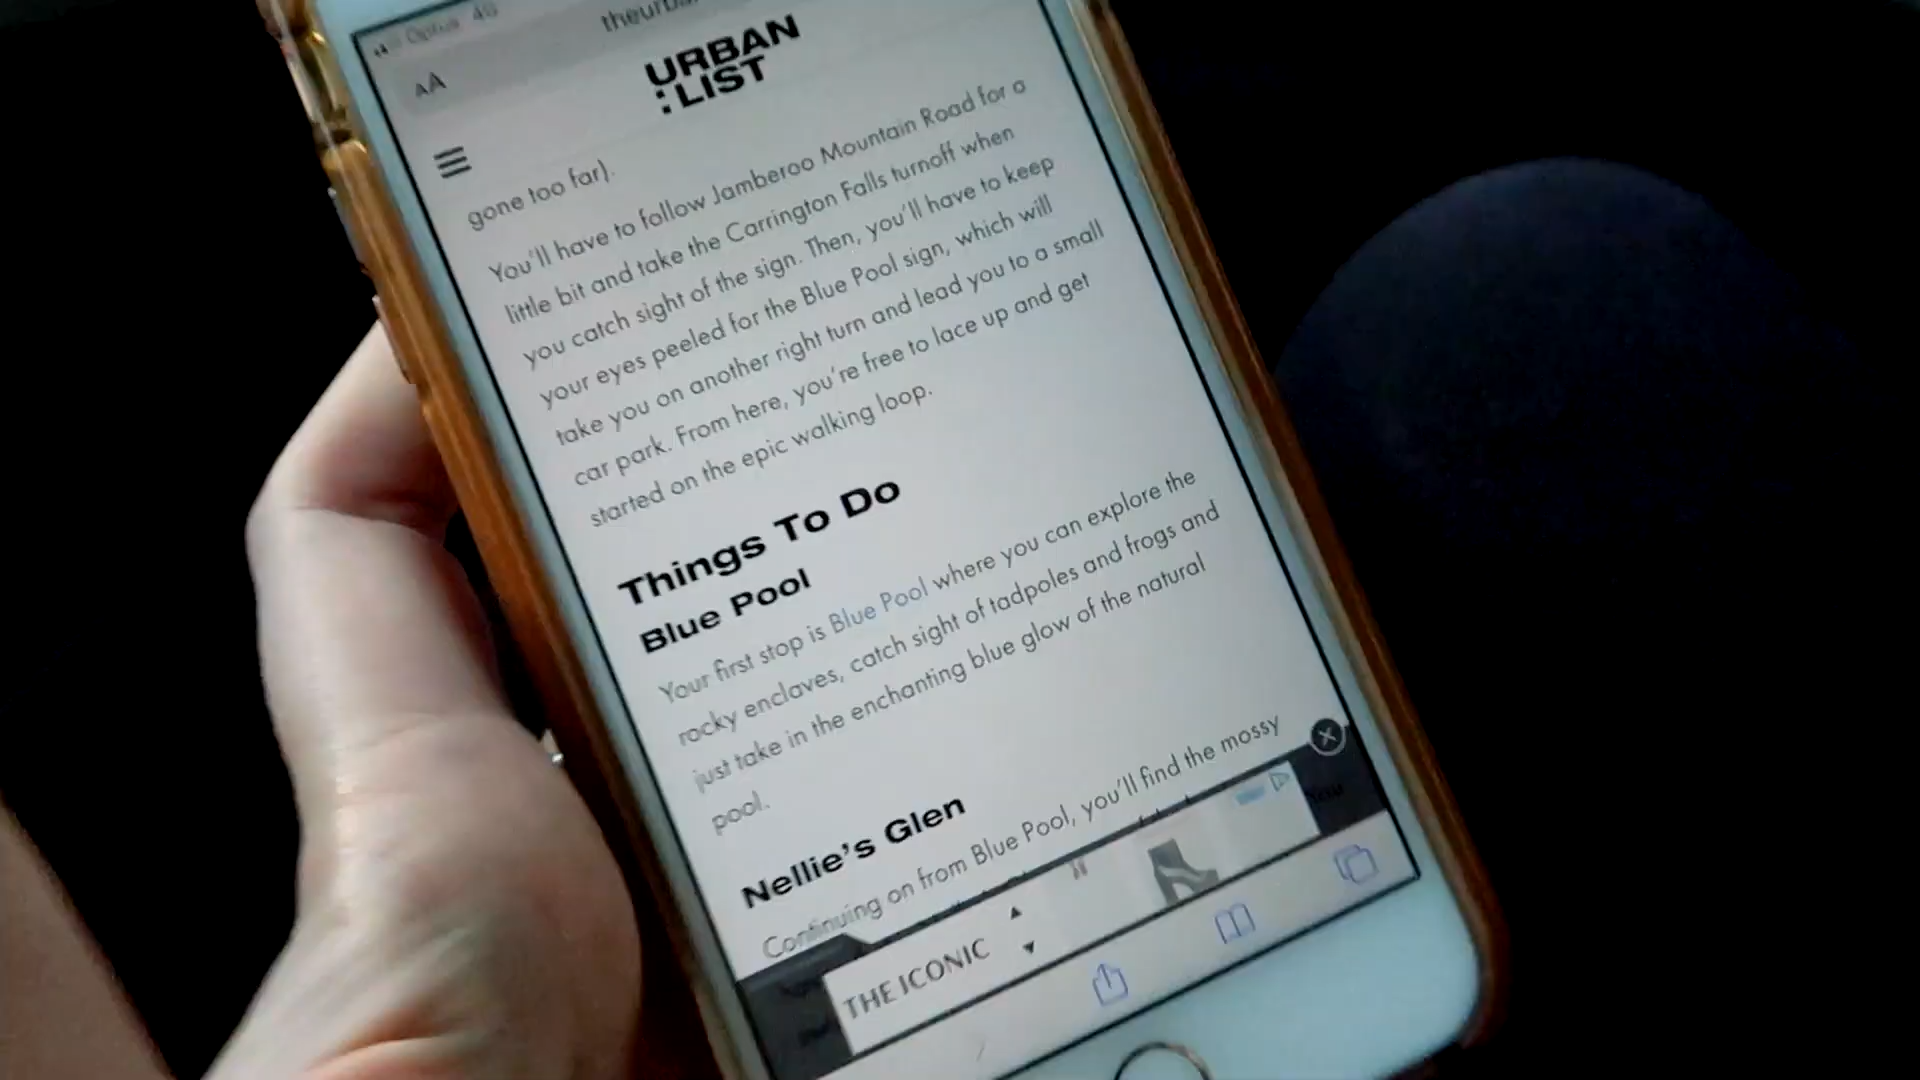 Optus 4G
theurba
AA
URBAN
:LIST
gone too far).
You'll have to follow Jamberoo Mountain Road for a
little bit and take the Carrington Falls turnoff when
you catch sight of the sign. Then, you'll have to keep
your eyes peeled for the Blue Pool sign, which will
take you on another right turn and lead you to a small
car park. From here, you're free to lace up and get
started on the epic walking loop.
Things To Do
Blue Pool
Your first stop is Blue Pool where you can explore the
rocky enclaves, catch sight of tadpoles and frogs and
just take in the enchanting blue glow of the natural
pool.
Nellie's Glen
Continuing on from Blue Pool, you'll find the mossy
THE ICONIC